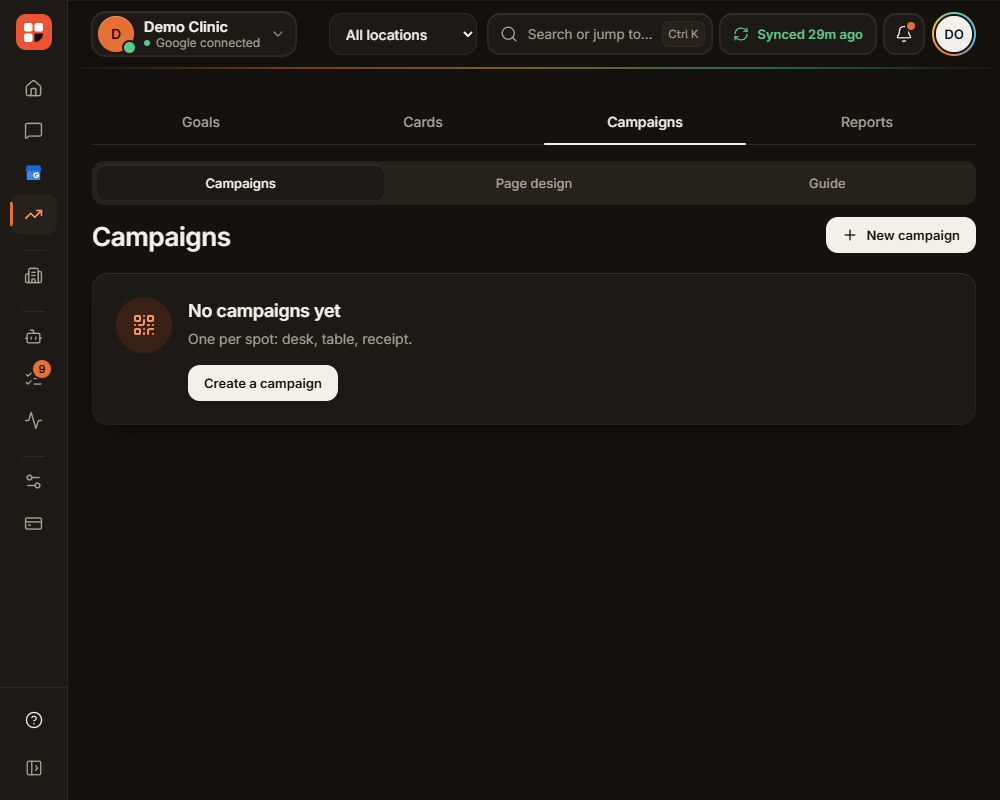 D
Demo Clinic
Google connected
All locations
Search or jump to...
Ctrl K
Synced 29m ago
DO
Goals
Cards
Campaigns
Reports
Campaigns
Page design
Guide
Campaigns
New campaign
No campaigns yet
One per spot: desk, table, receipt.
Create a campaign
9